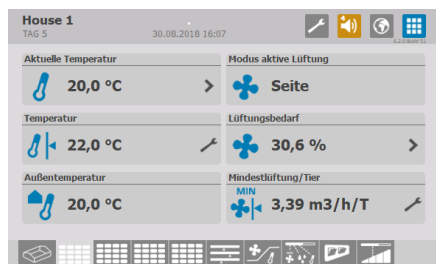 House 1
TAG 5
30.08.2018 16:07
Aktuelle Temperatur
20,0 °C
Modus aktive Lüftung
Seite
Temperatur
22,0 °C
Lüftungsbedarf
30,6 %
Außentemperatur
20,0 °C
Mindestlüftung/Tier
MIN
3,39 m3/h/T